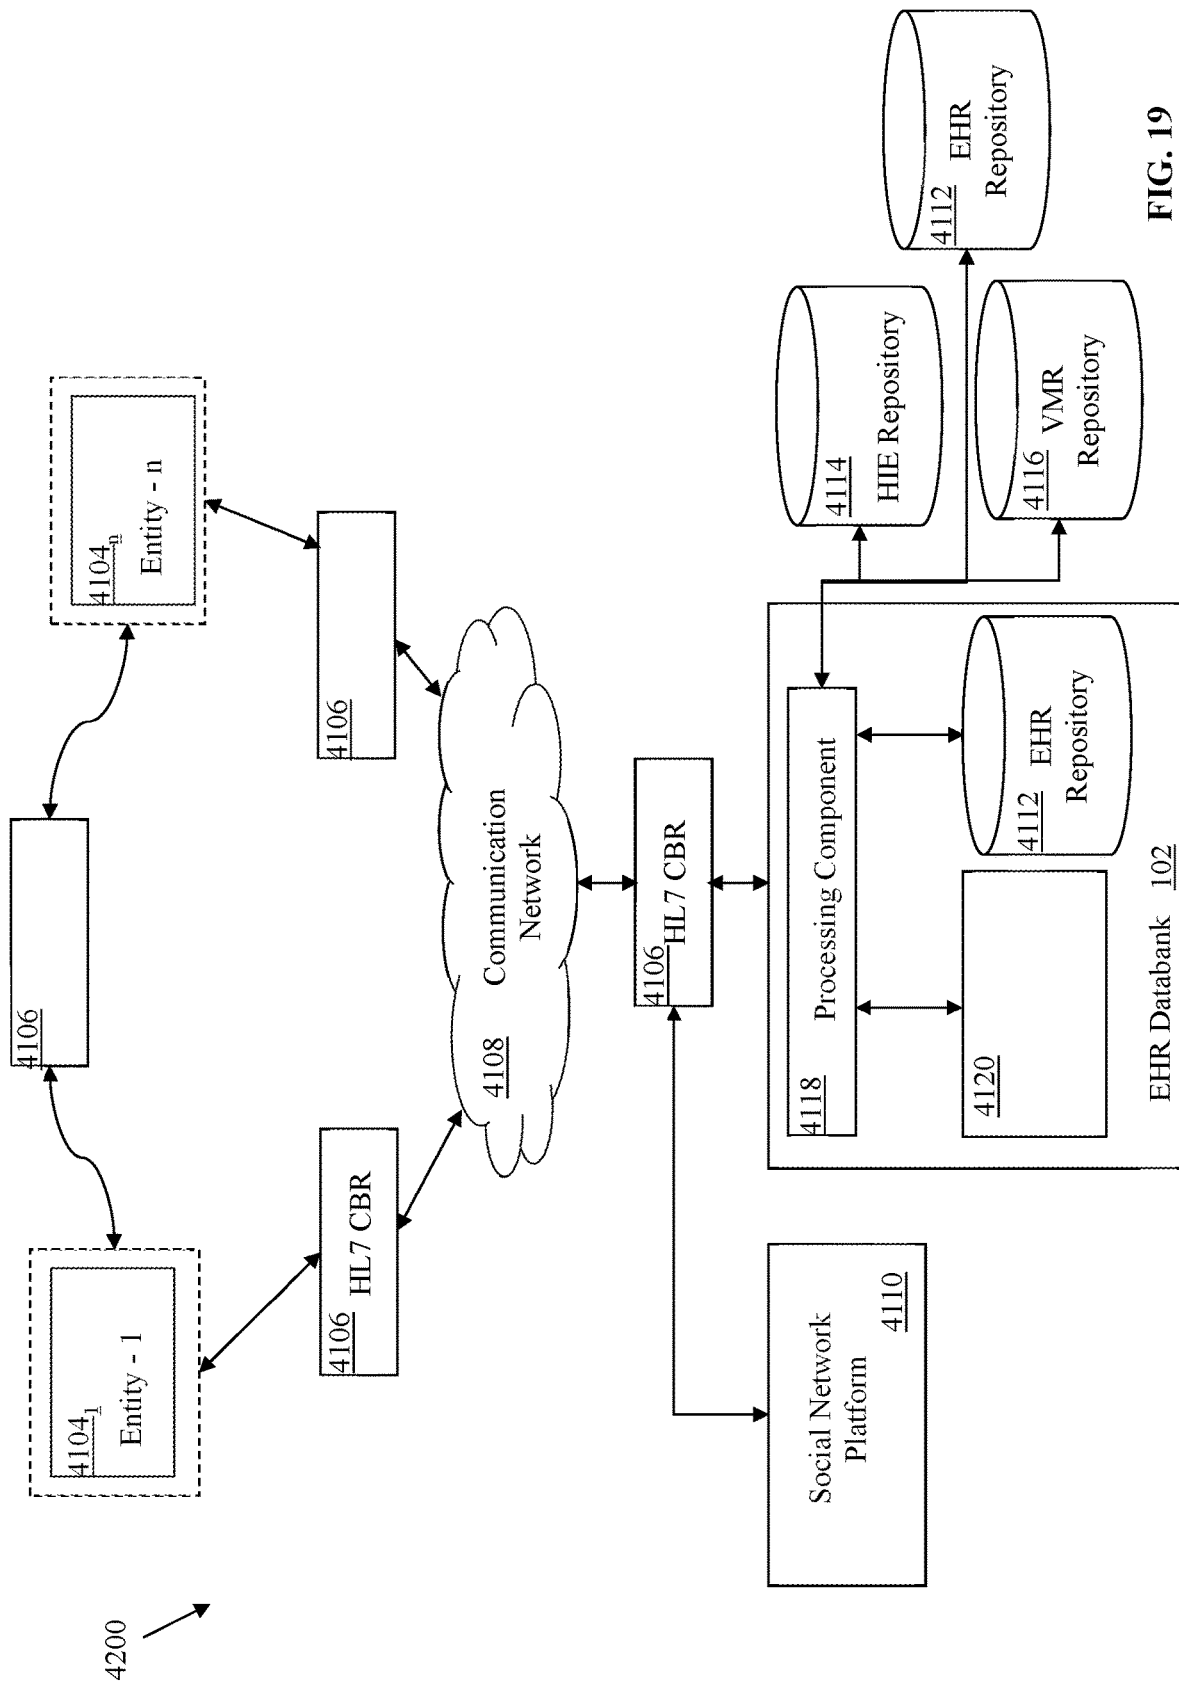 4200
4106
4104₁
Entity - 1
4104ₙ
Entity - n
4106
HL7 CBR
4106
4108
Communication
Network
4106
HL7 CBR
Social Network
Platform
4110
4118
Processing Component
4120
4112
EHR
Repository
EHR Databank 102
4114
HIE Repository
4116
VMR
Repository
4112
EHR
Repository
FIG. 19